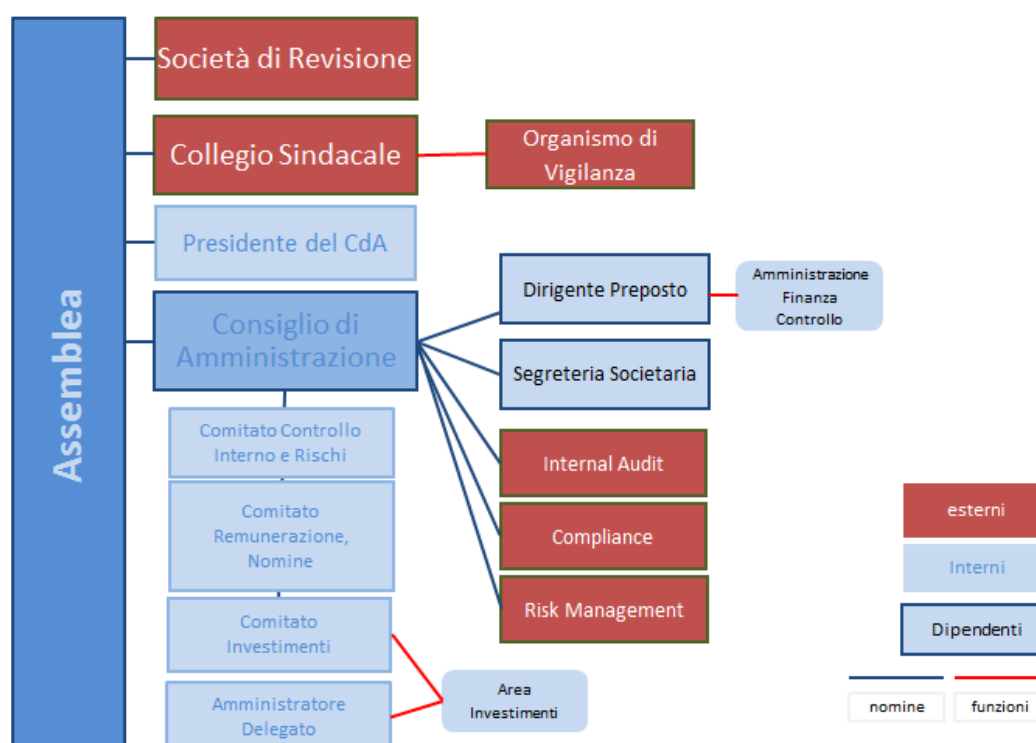 Assemblea
Società di Revisione
Collegio Sindacale
Organismo di
Vigilanza
Presidente del CdA
Consiglio di
Amministrazione
Dirigente Preposto
Amministrazione
Finanza
Controllo
Segreteria Societaria
Comitato Controllo
Interno e Rischi
Internal Audit
Comitato
Remunerazione,
Nomine
Compliance
Comitato
Investimenti
Risk Management
Amministratore
Delegato
Area
Investimenti
esterni
Interni
Dipendenti
nomine
funzioni